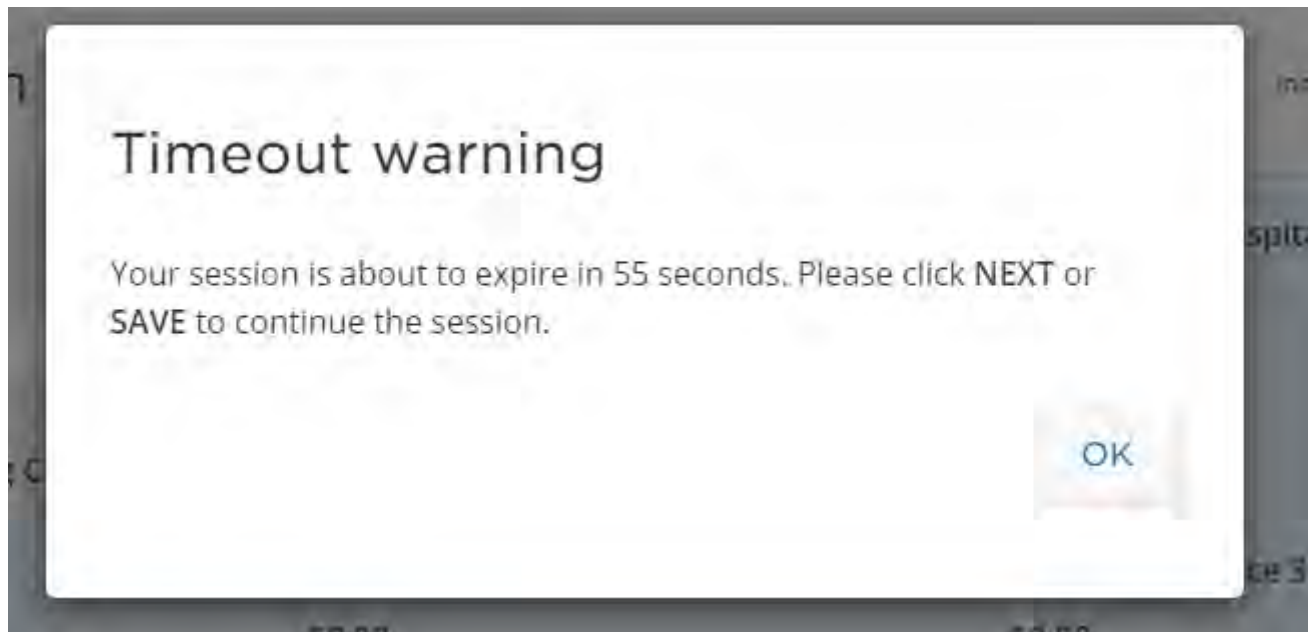 Timeout warning
Your session is about to expire in 55 seconds. Please click NEXT or
SAVE to continue the session.
OK